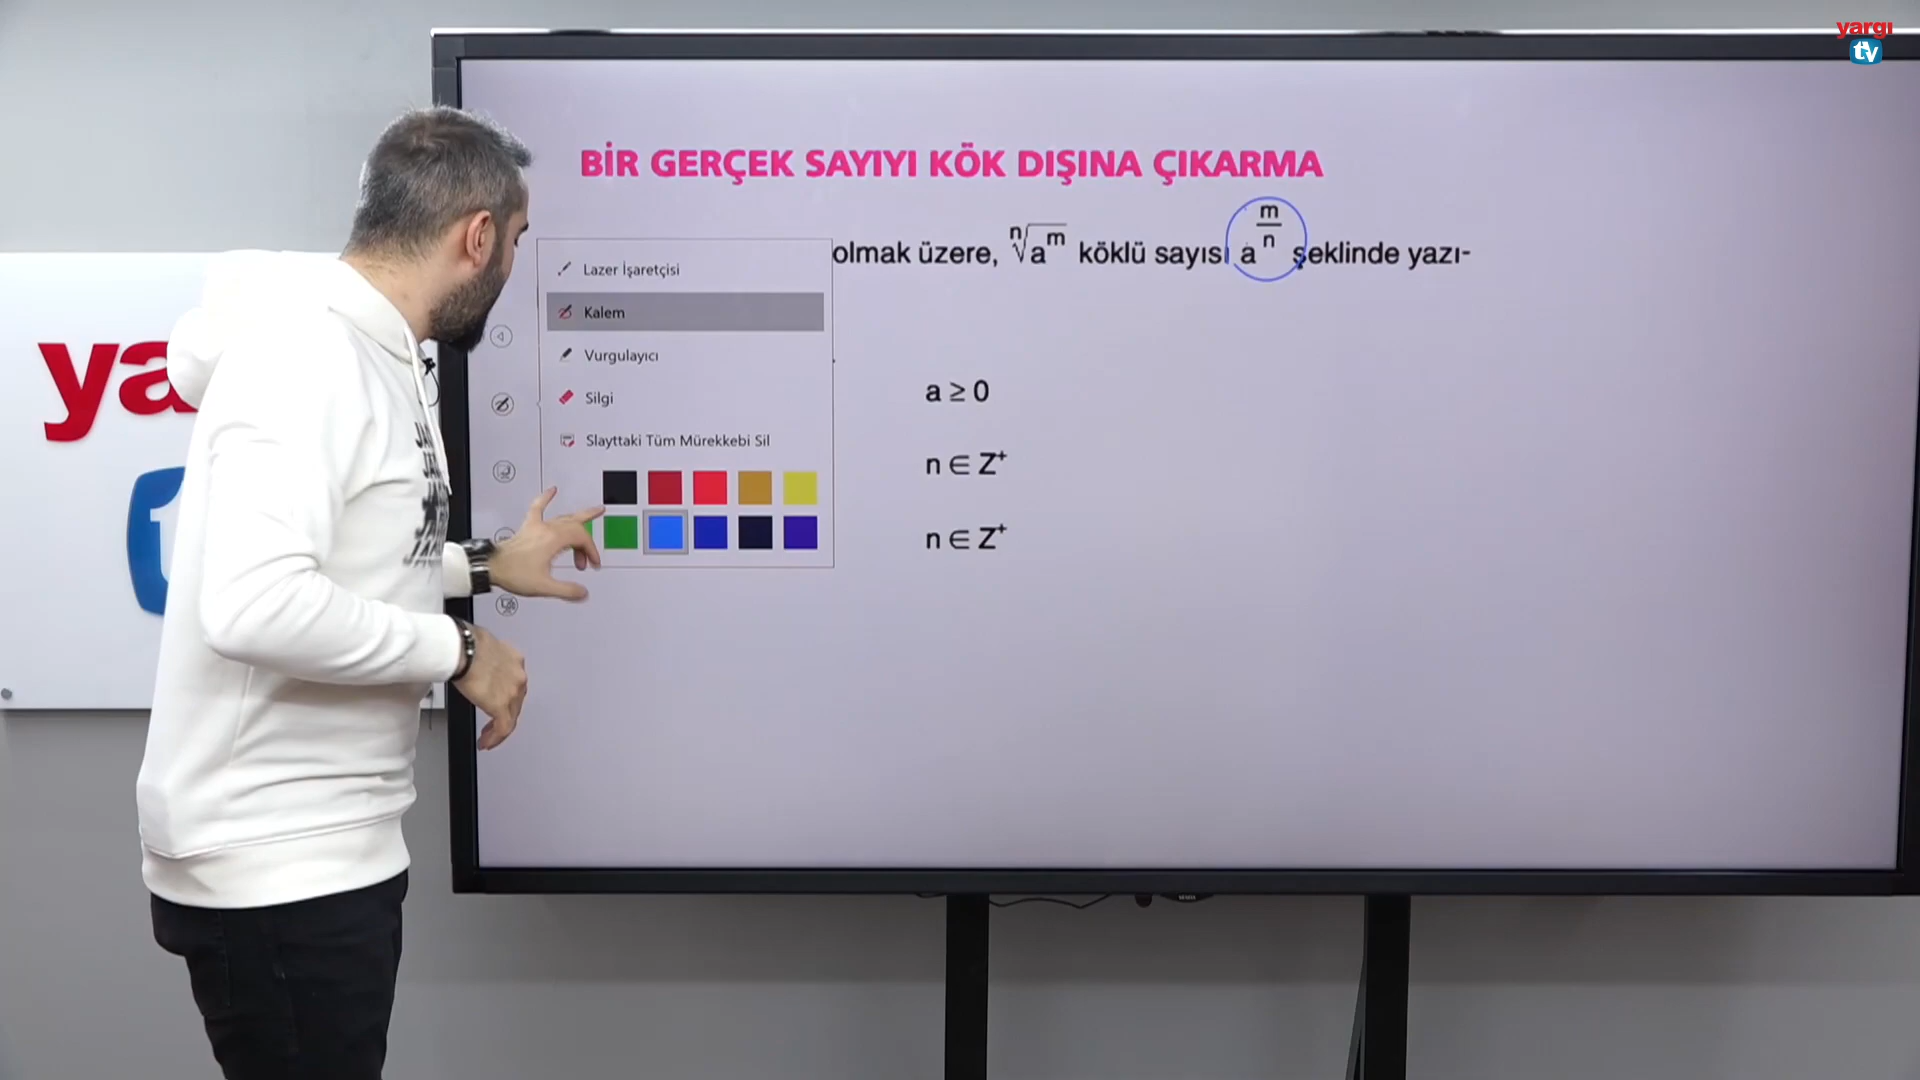 yargı
tv
BİR GERÇEK SAYIYI KÖK DIŞINA ÇIKARMA
olmak üzere, ⁿ√aᵐ köklü sayısı a^(m/n) şeklinde yazı-
Lazer İşaretçisi
Kalem
Vurgulayıcı
Silgi
Slayttaki Tüm Mürekkebi Sil
a ≥ 0
n ∈ Z⁺
n ∈ Z⁺
ya
t